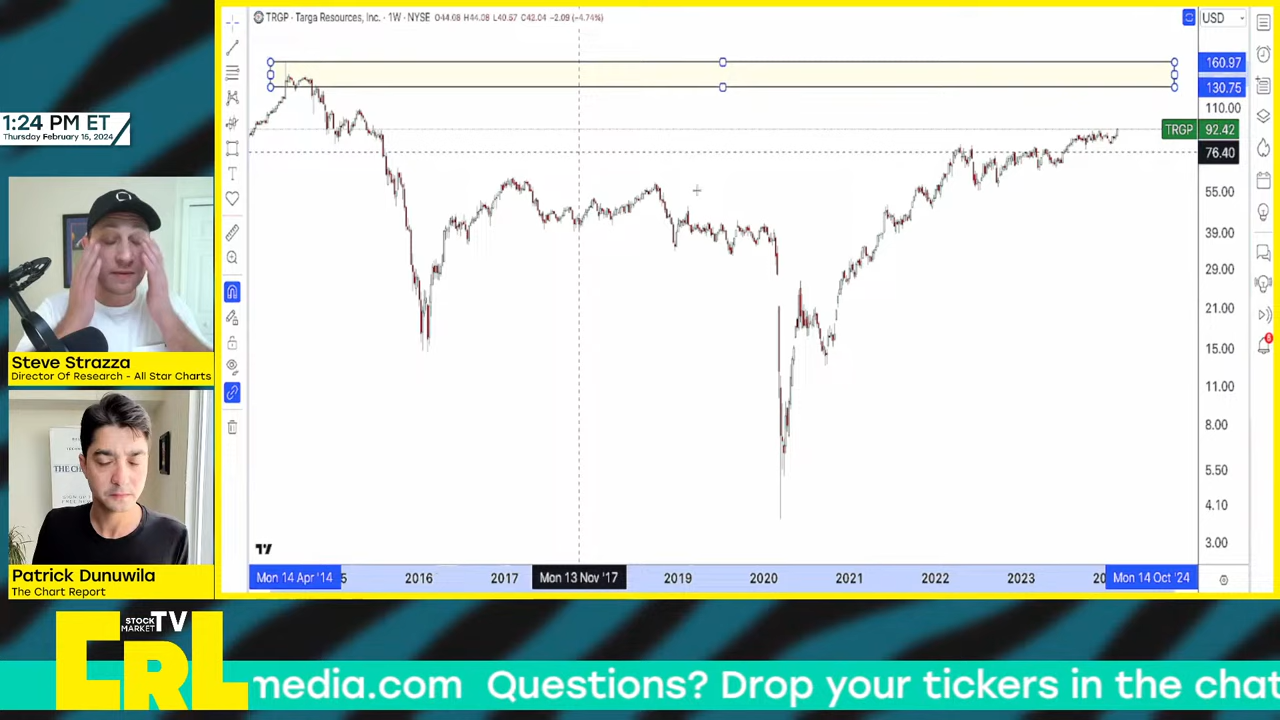 TRGP · Targa Resources, Inc. · 1W · NYSE O44.08 H44.08 L40.57 C42.04 −2.09 (−4.74%)
USD
160.97
130.75
110.00
TRGP 92.42
76.40
55.00
39.00
29.00
21.00
15.00
11.00
8.00
5.50
4.10
3.00
Mon 14 Apr '14
5
2016
2017
Mon 13 Nov '17
2019
2020
2021
2022
2023
20
Mon 14 Oct '24
1:24 PM ET
Thursday February 15, 2024
THE CH
Steve Strazza
Director Of Research - All Star Charts
Patrick Dunuwila
The Chart Report
STOCK
MARKET
TV
ERL
media.com Questions? Drop your tickers in the chat